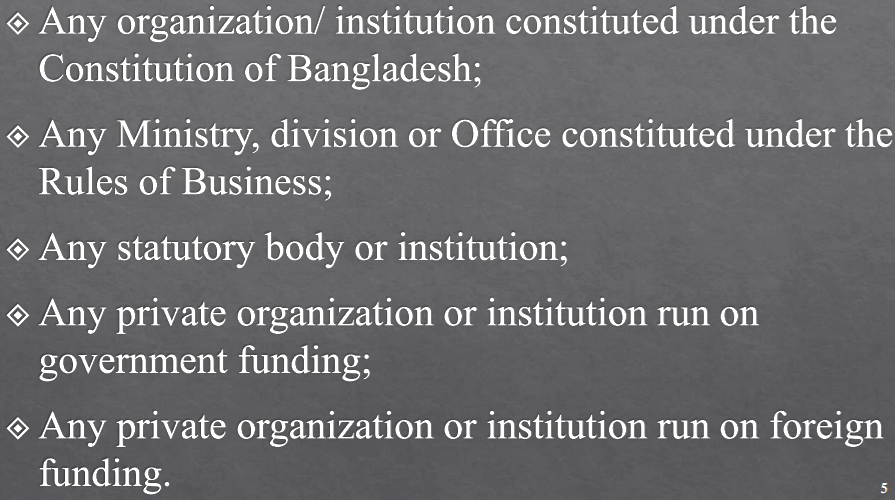 Any organization/ institution constituted under the
Constitution of Bangladesh;
Any Ministry, division or Office constituted under the
Rules of Business;
Any statutory body or institution;
Any private organization or institution run on
government funding;
Any private organization or institution run on foreign
funding.
5